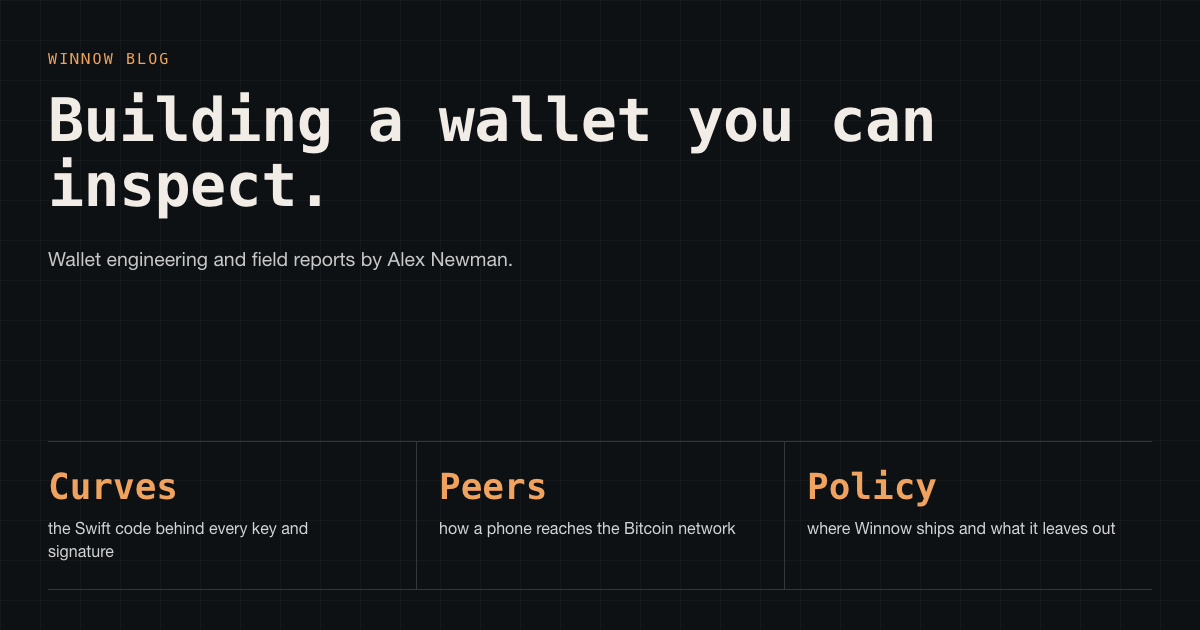 WINNOW BLOG
Building a wallet you can
inspect.
Wallet engineering and field reports by Alex Newman.
Curves
the Swift code behind every key and
signature
Peers
how a phone reaches the Bitcoin network
Policy
where Winnow ships and what it leaves out